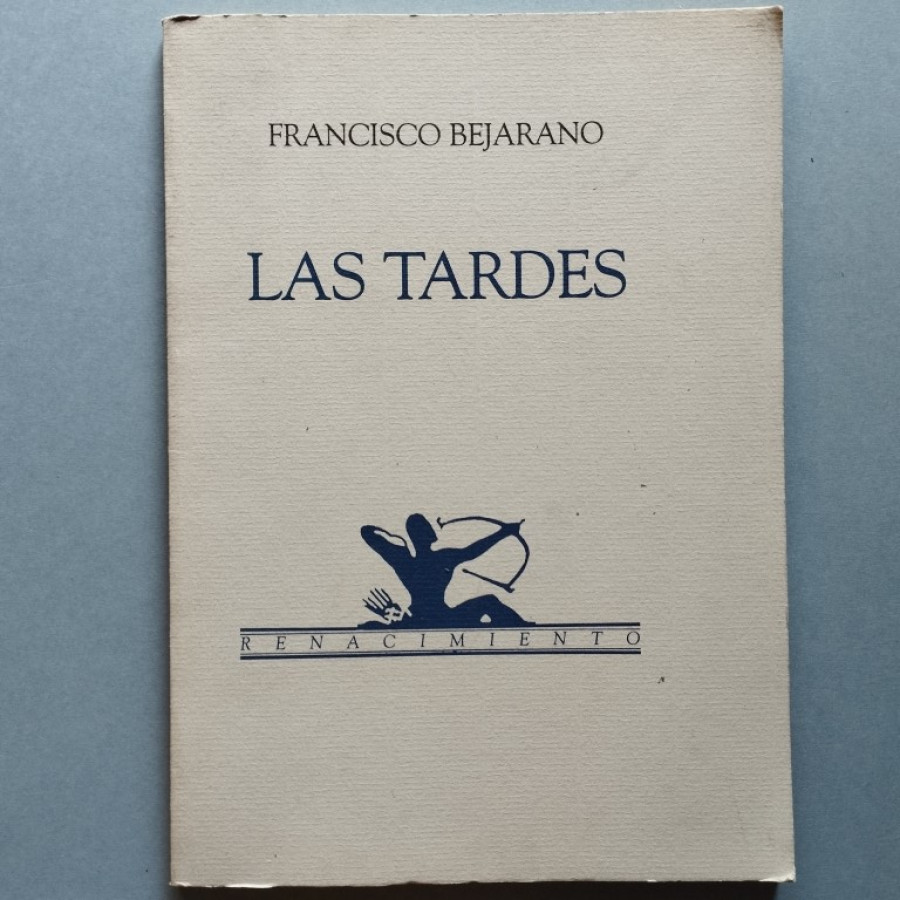 FRANCISCO BEJARANO
LAS TARDES
RENACIMIENTO